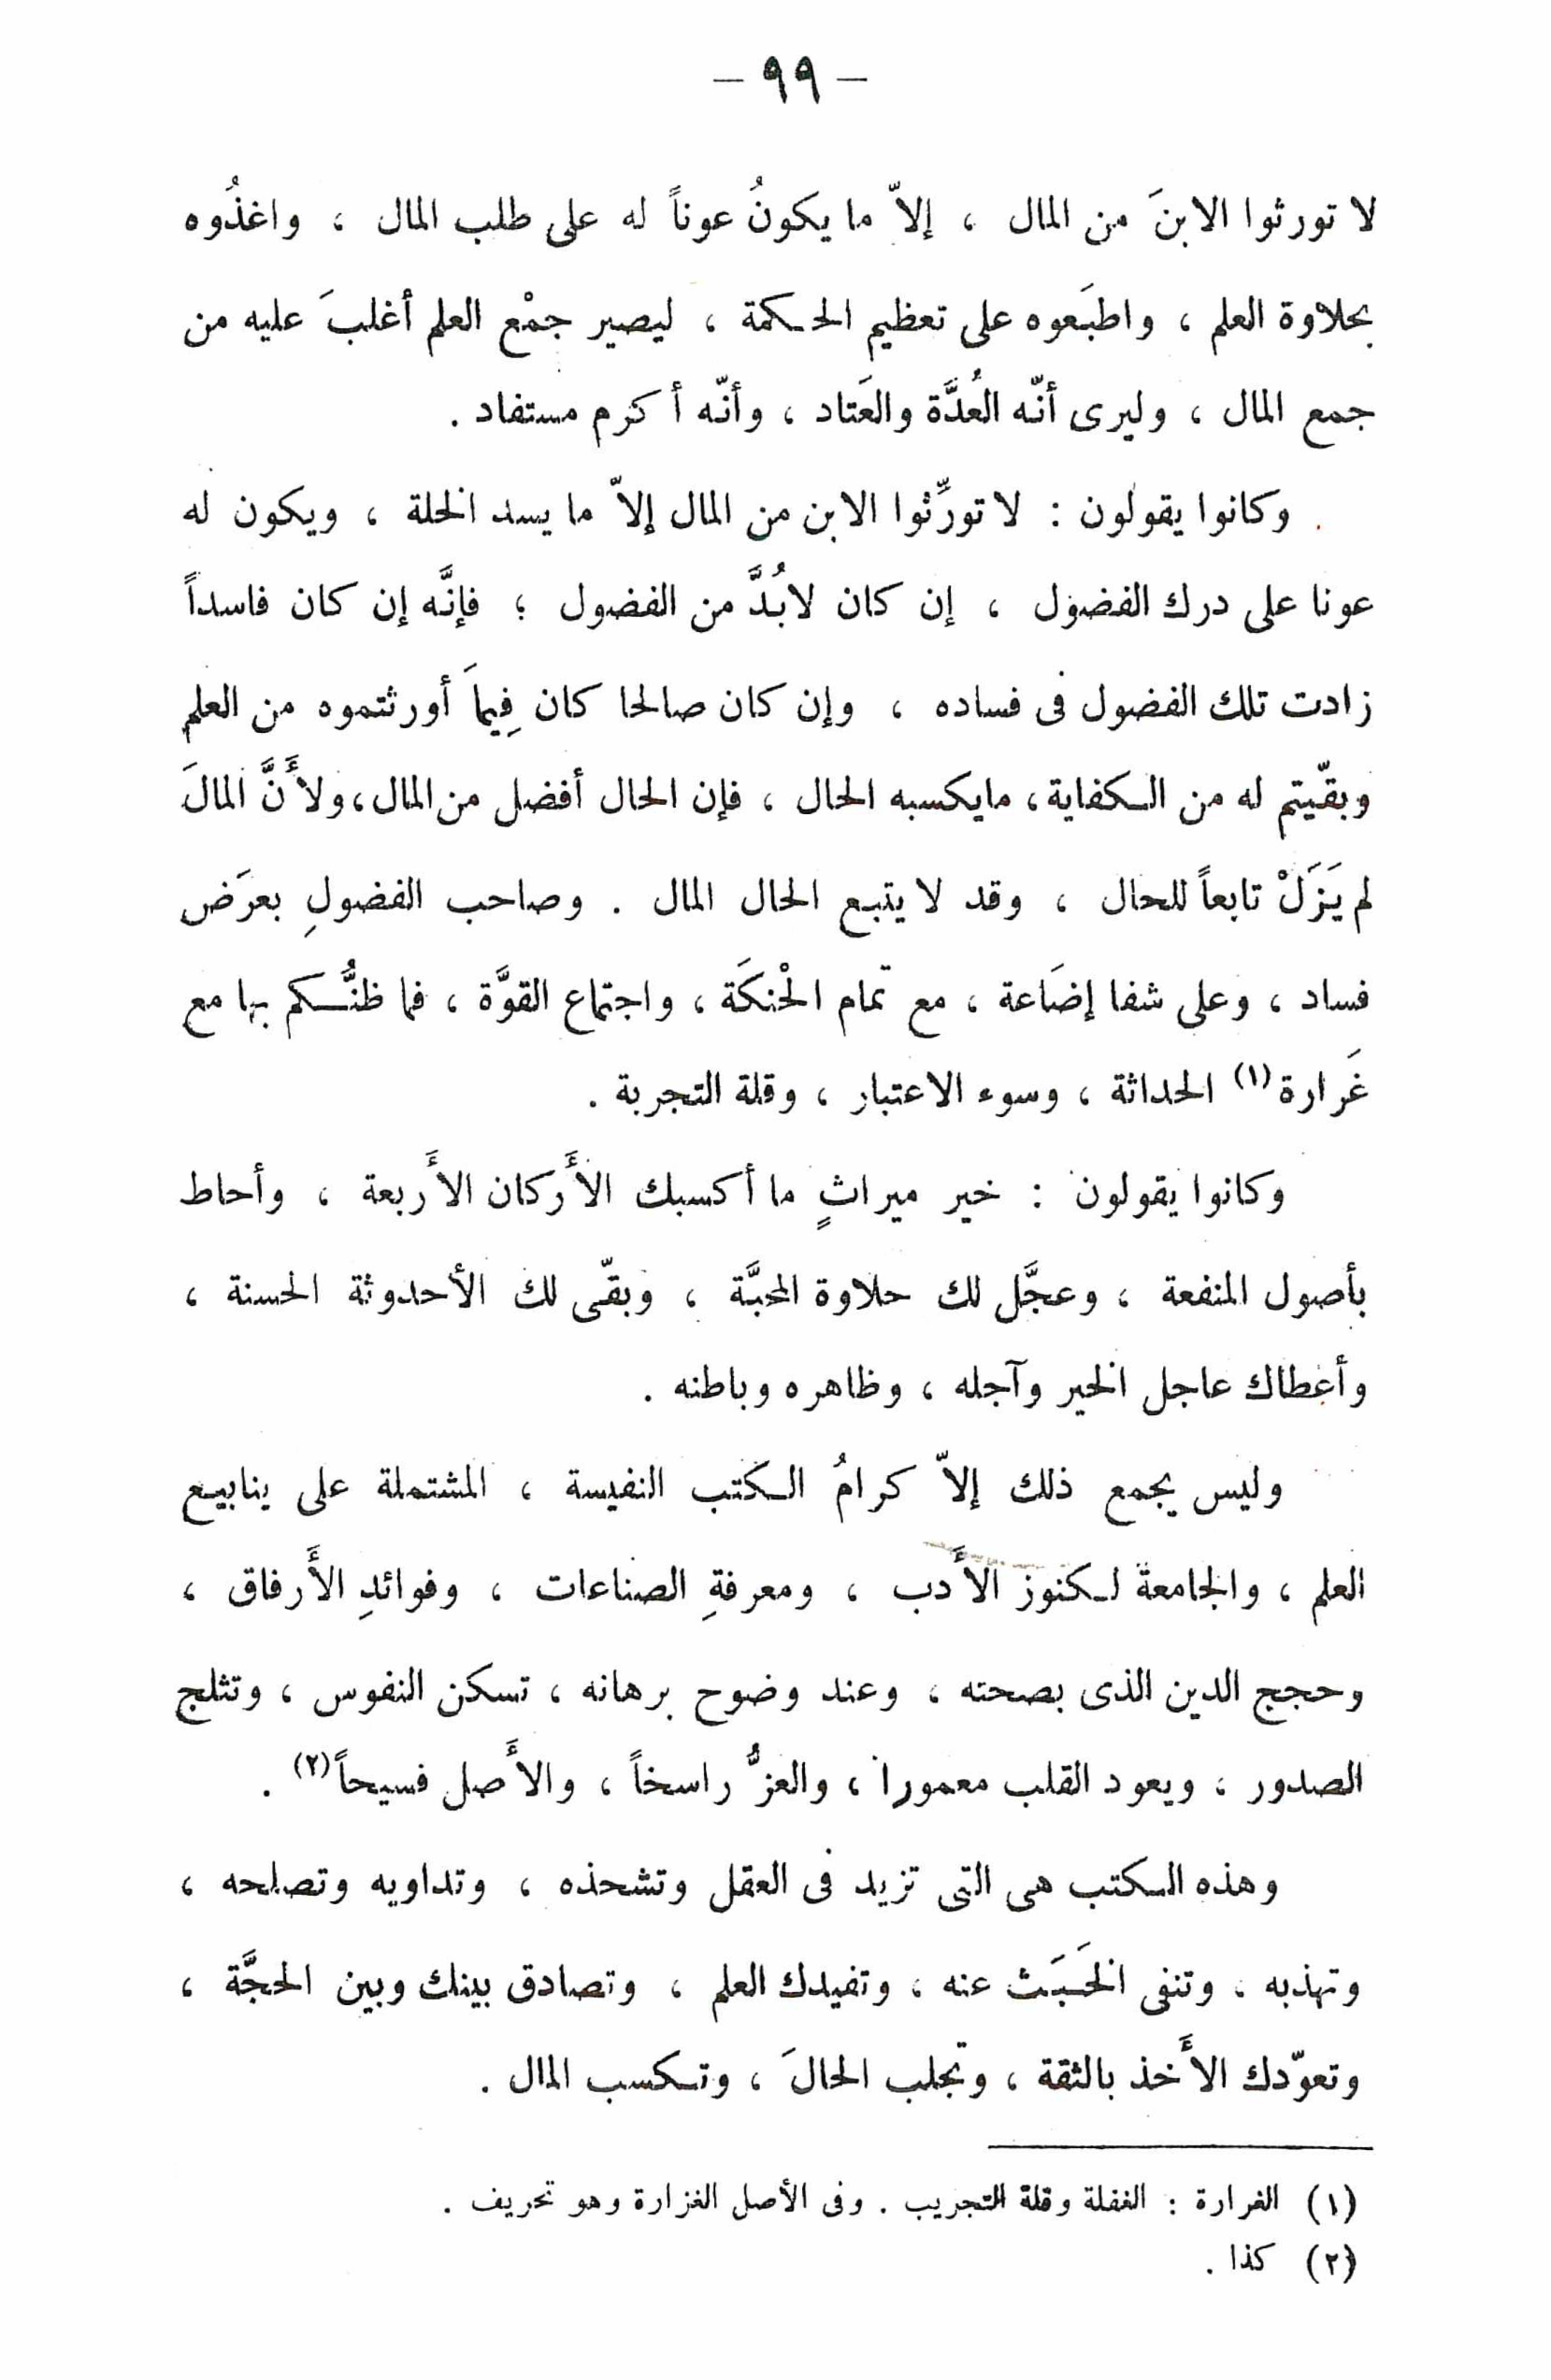 – ٩٩ –
لا تورثوا الابنَ من المال ، إلاّ ما يكونُ عوناً له على طلب المال ، واغذُوه
بحلاوة العلم ، واطبَعوه على تعظيم الحكمة ، ليصير جمْع العلم أغلبَ عليه من
جمع المال ، وليرى أنّه العُدَّة والعَتاد ، وأنّه أكرم مستفاد .
وكانوا يقولون : لا تورِّثوا الابن من المال إلاّ ما يسد الخلة ، ويكون له
عونا على درك الفضول ، إن كان لابُدَّ من الفضول ؛ فإنَّه إن كان فاسداً
زادت تلك الفضول فى فساده ، وإن كان صالحا كان فِيمَا أورثتموه من العلم
وبقّيتم له من الكفاية ، مايكسبه الحال ، فإن الحال أفضل من المال ، ولأَنَّ المالَ
لم يَزَلْ تابعاً للحال ، وقد لا يتبع الحال المال . وصاحب الفضولِ بعرَض
فساد ، وعلى شفا إضَاعة ، مع تمام الحْنكَة ، واجتماع القوَّة ، فما ظنُّكم بها مع
غَرارة (١) الحداثة ، وسوء الاعتبار ، وقلة التجربة .
وكانوا يقولون : خير ميراثٍ ما أكسبك الأَركان الأَربعة ، وأحاط
بأصول المنفعة ، وعجَّل لك حلاوة المحبَّة ، وبقّى لك الأحدوثة الحسنة ،
وأعطاك عاجل الخير وآجله ، وظاهره وباطنه .
وليس يجمع ذلك إلاّ كرامُ الكتب النفيسة ، المشتملة على ينابيع
العلم ، والجامعة لكنوز الأَدب ، ومعرفةِ الصناعات ، وفوائدِ الأَرفاق ،
وحجج الدين الذى بصحته ، وعند وضوح برهانه ، تسكن النفوس ، وتثلج
الصدور ، ويعود القلب معمورا ، والعزُّ راسخاً ، والأَصل فسيحاً (٢) .
وهذه الكتب هى التى تزيد فى العقل وتشحذه ، وتداويه وتصلحه ،
وتهذبه ، وتنفى الخَبَث عنه ، وتفيدك العلم ، وتصادق بينك وبين الحجَّة ،
وتعوّدك الأَخذ بالثقة ، وتجلب الحالَ ، وتكسب المال .
(١) الغرارة : الغفلة وقلة التجريب . وفى الأصل الغزارة وهو تحريف .
(٢) كذا .